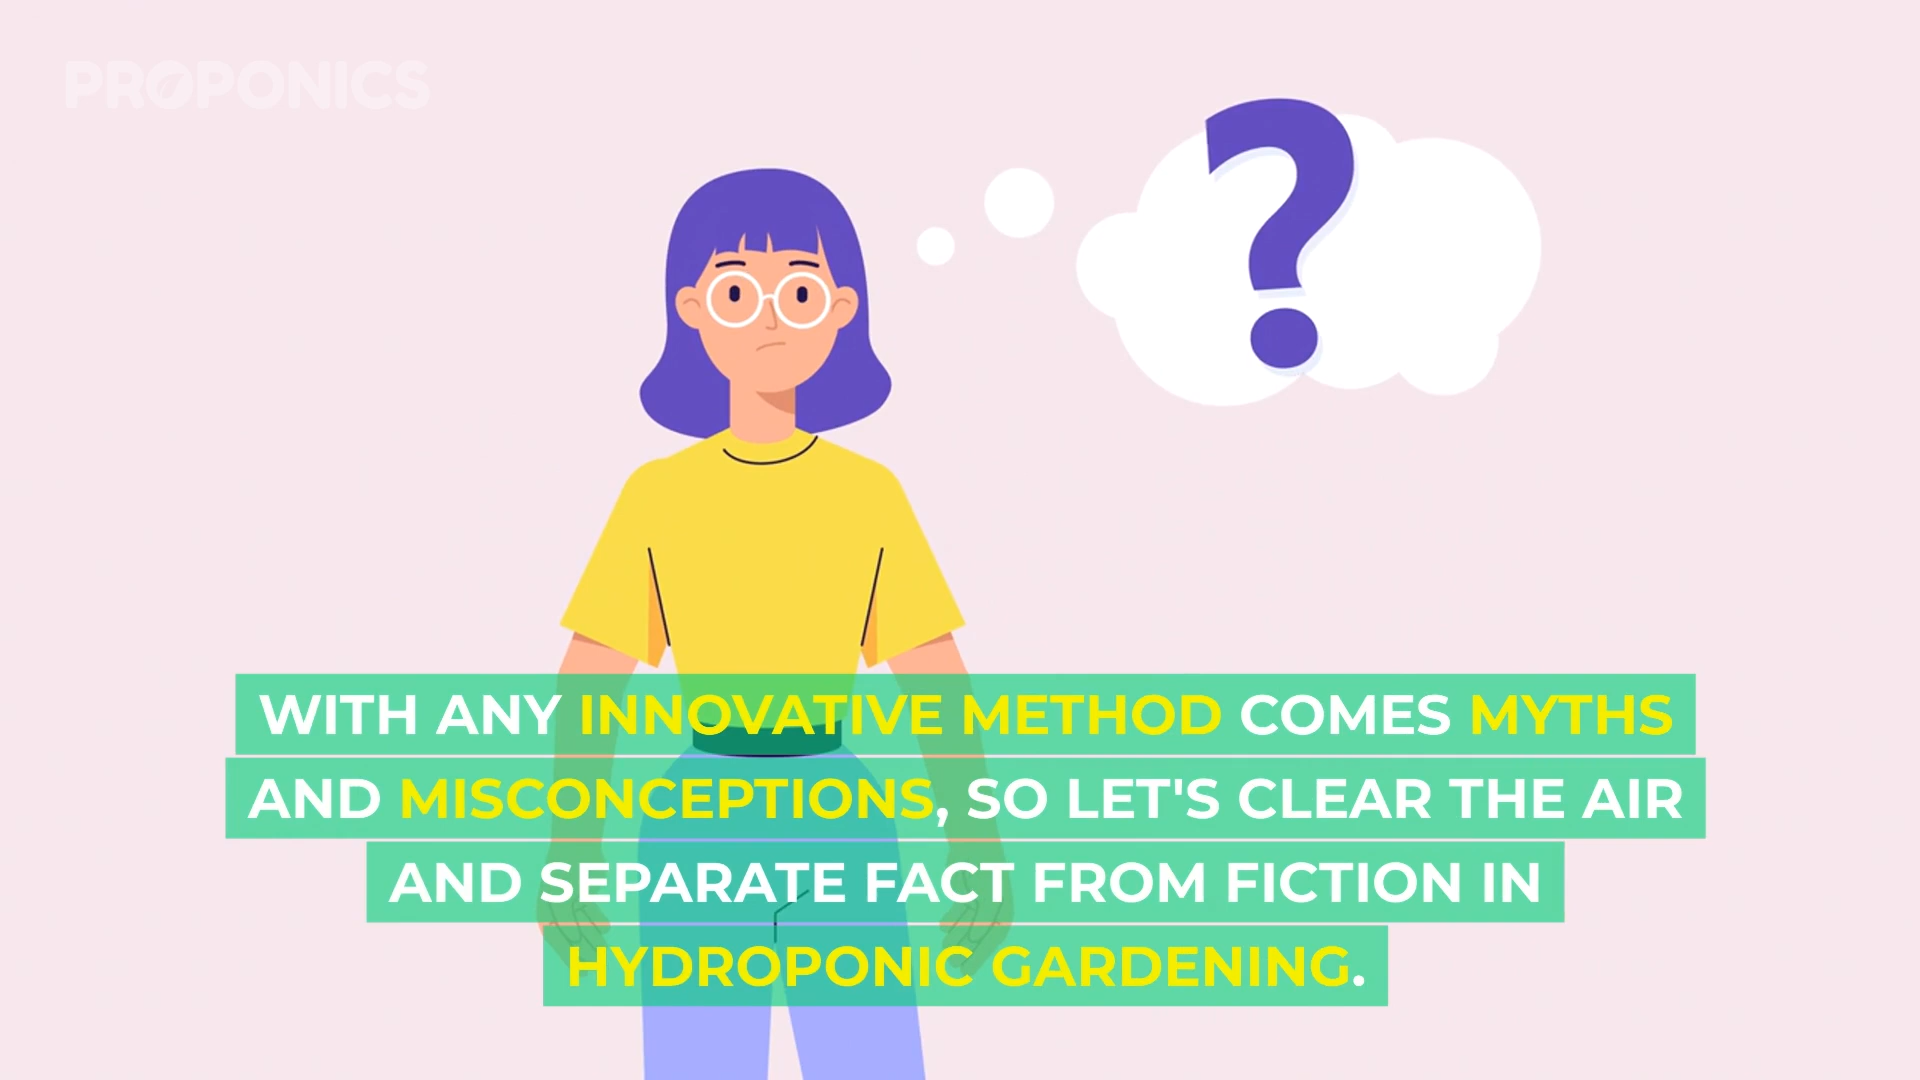 PROPONICS
WITH ANY INNOVATIVE METHOD COMES MYTHS
AND MISCONCEPTIONS, SO LET'S CLEAR THE AIR
AND SEPARATE FACT FROM FICTION IN
HYDROPONIC GARDENING.